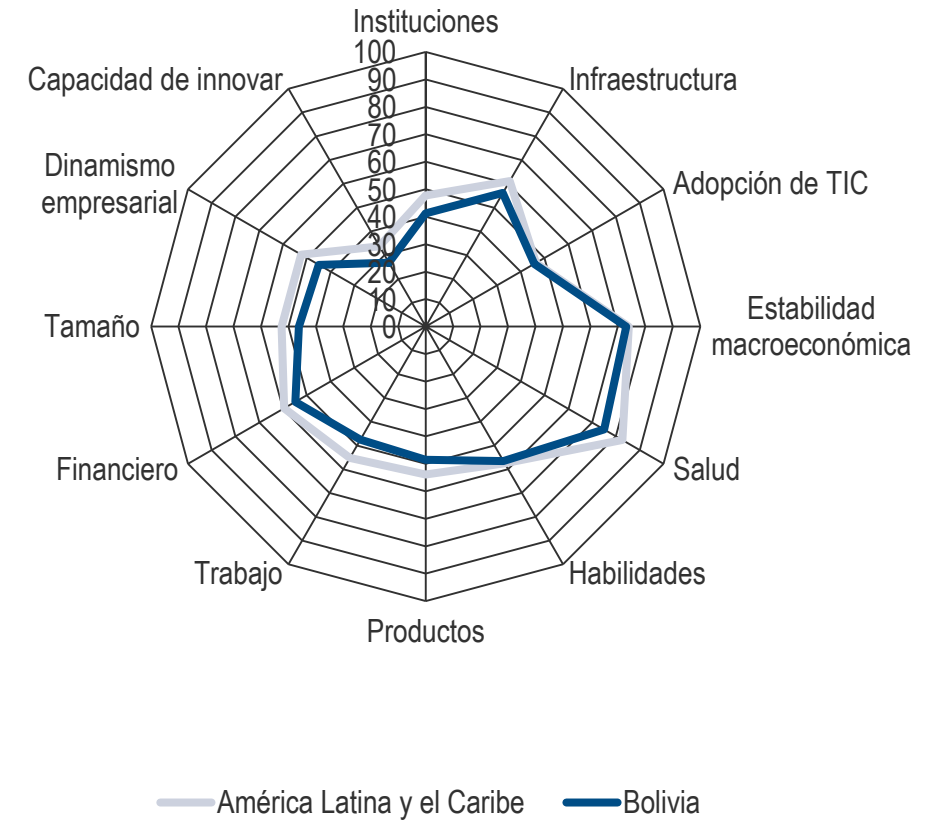 Instituciones
100
90
80
70
60
50
40
30
20
10
0
Capacidad de innovar
Infraestructura
Dinamismo
empresarial
Adopción de TIC
Tamaño
Estabilidad
macroeconómica
Financiero
Salud
Trabajo
Habilidades
Productos
América Latina y el Caribe
Bolivia